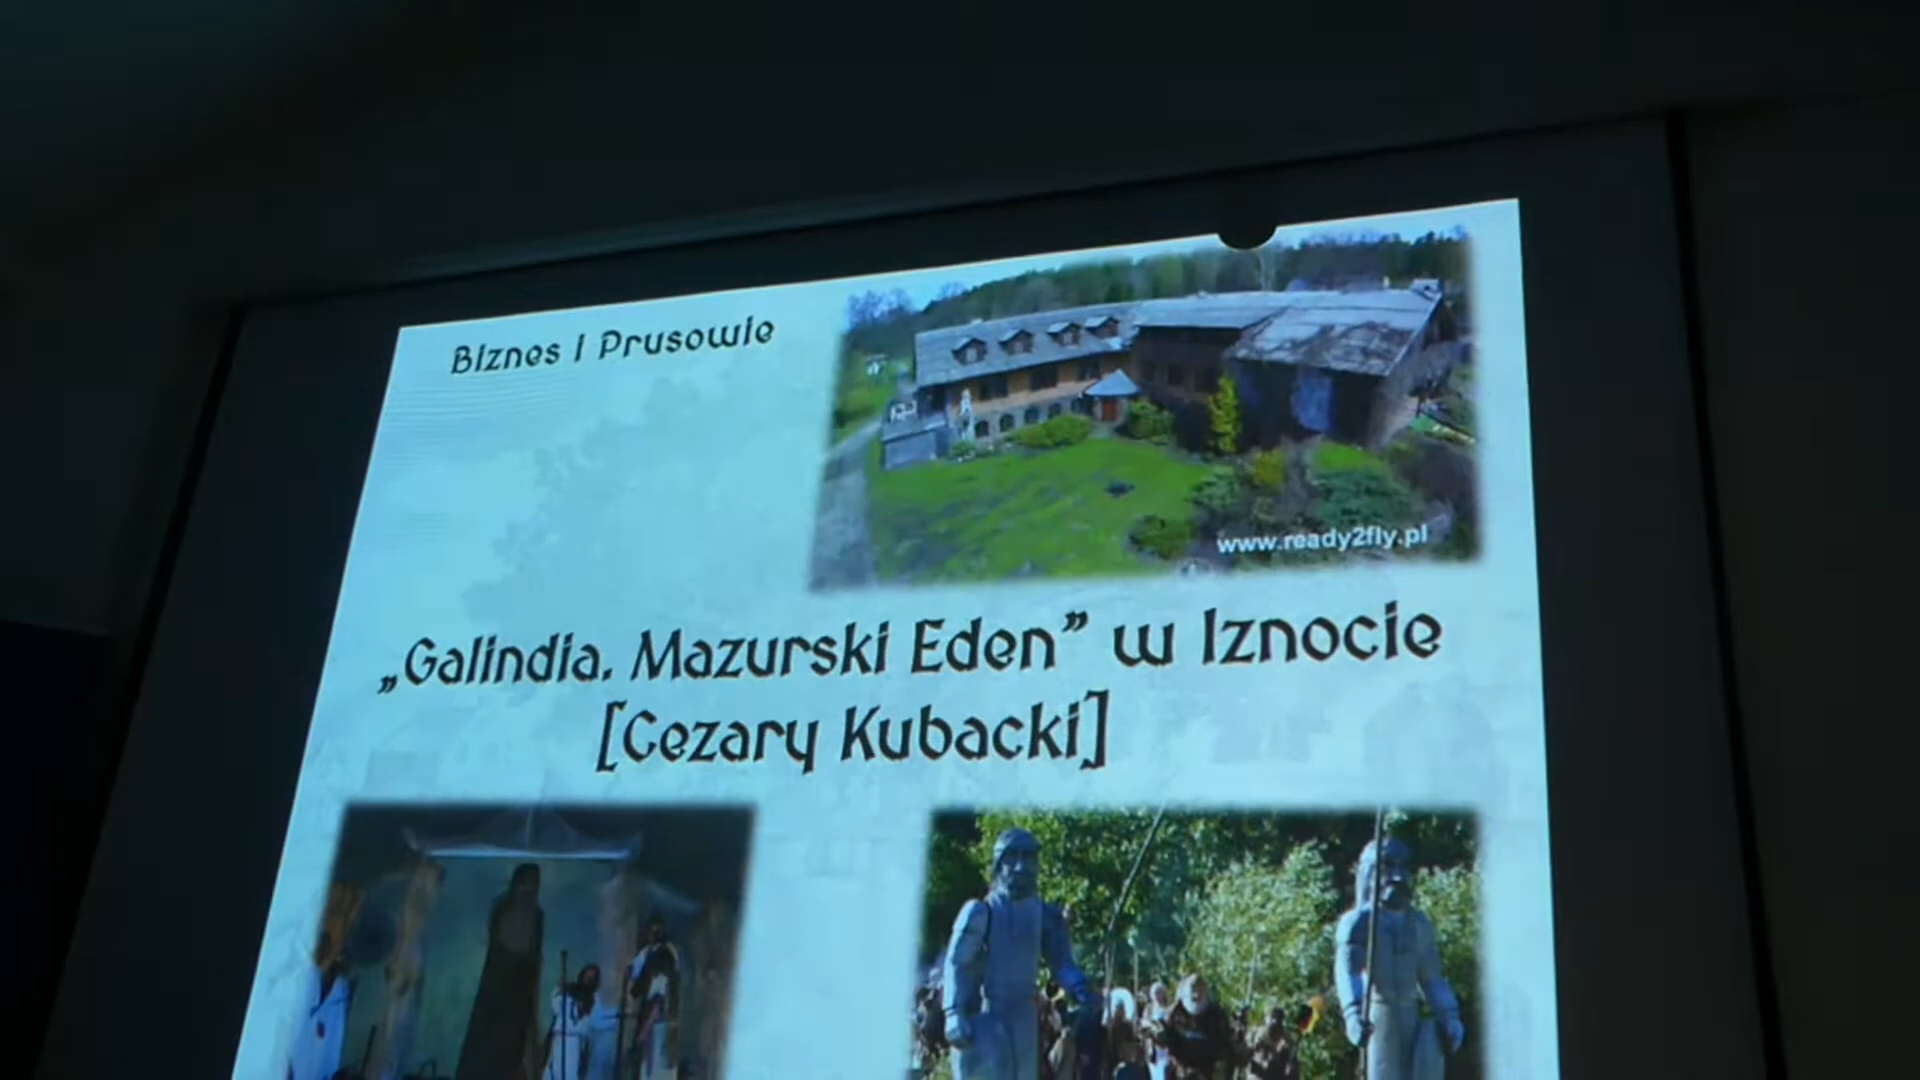 Biznes i Prusowie
www.ready2fly.pl
„Galindia. Mazurski Eden” w Iznocie
[Cezary Kubacki]